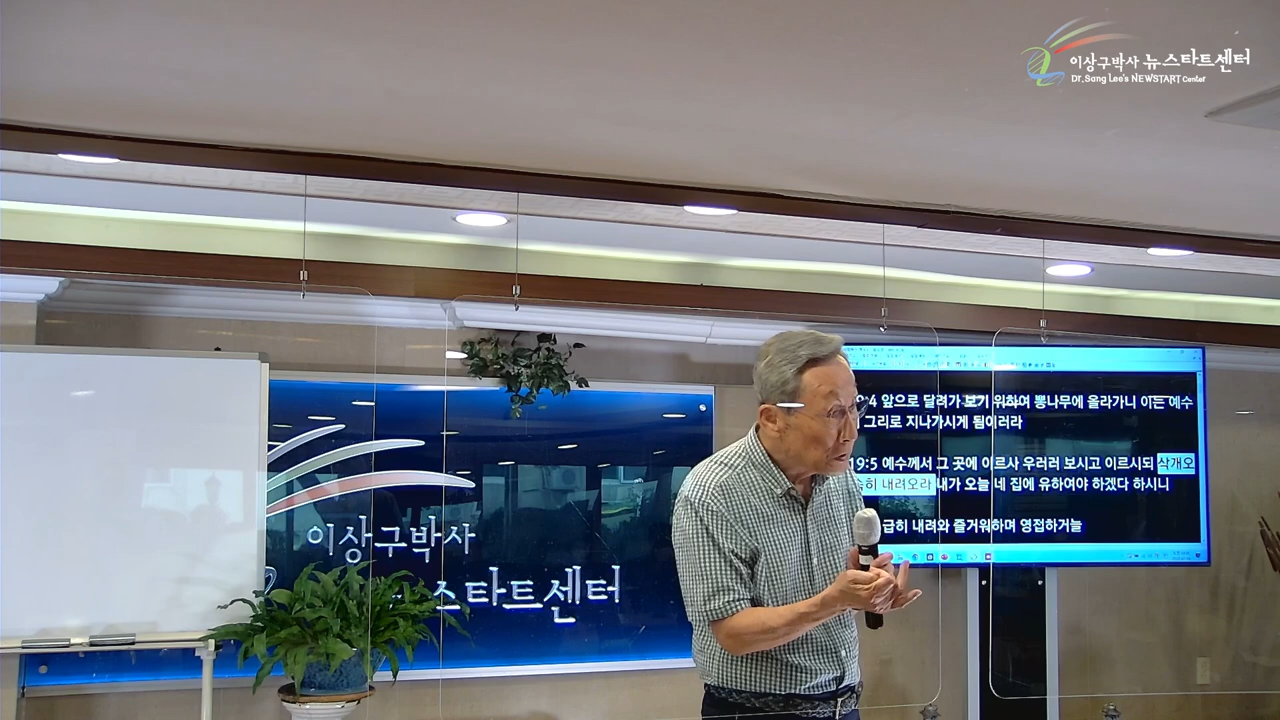 이상구박사 뉴스타트센터
Dr. Sang Lee's NEWSTART Center
:4 앞으로 달려가 보기 위하여 뽕나무에 올라가니 이는 예수
그리로 지나가시게 됨이러라
19:5 예수께서 그 곳에 이르사 우러러 보시고 이르시되 삭개오
속히 내려오라 내가 오늘 네 집에 유하여야 하겠다 하시니
급히 내려와 즐거워하며 영접하거늘
이상구박사
스타트센터